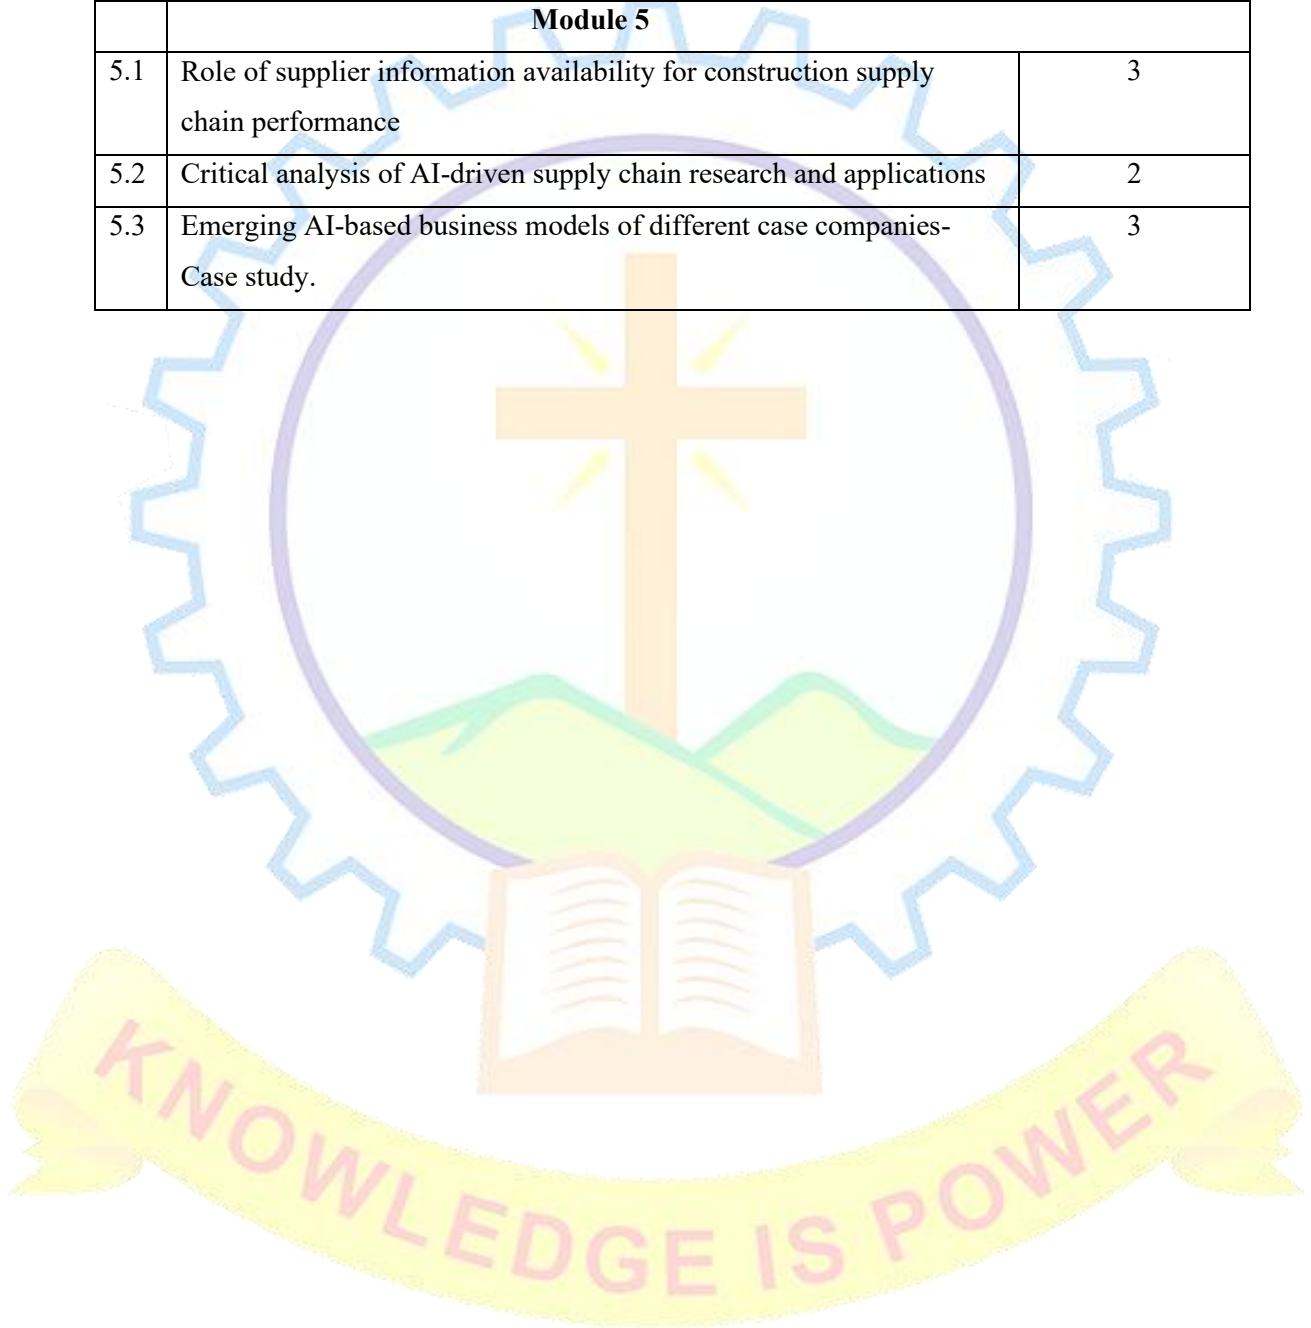 Module 5
5.1 Role of supplier information availability for construction supply 3
chain performance
5.2 Critical analysis of AI-driven supply chain research and applications 2
5.3 Emerging AI-based business models of different case companies- 3
Case study.
KNOWLEDGE IS POWER